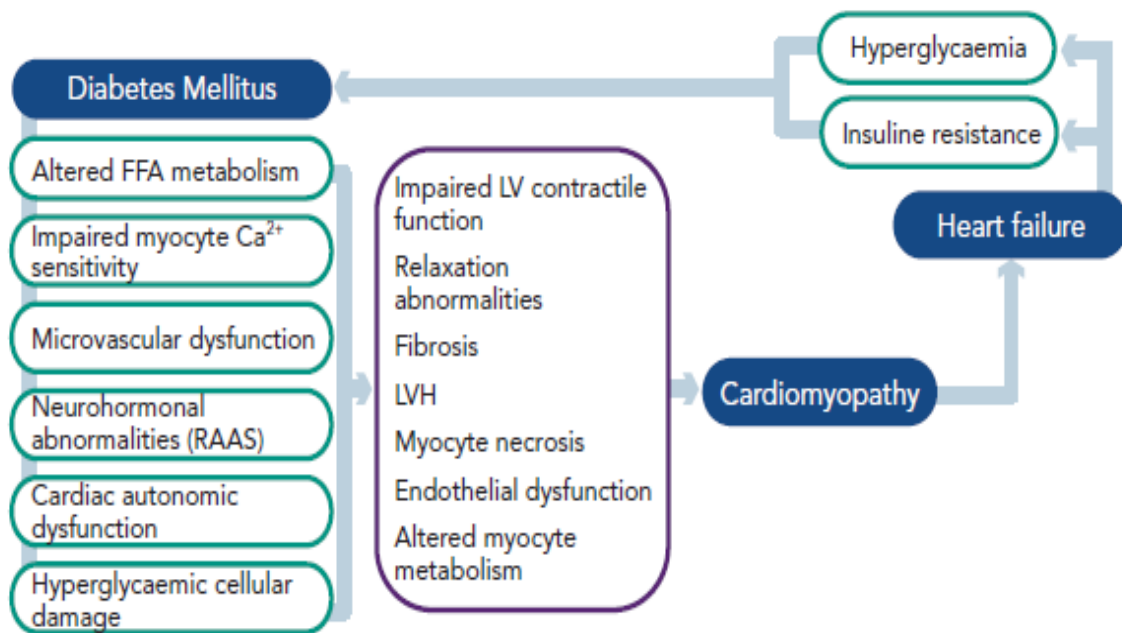 Diabetes Mellitus
Altered FFA metabolism
Impaired myocyte Ca²⁺
sensitivity
Microvascular dysfunction
Neurohormonal
abnormalities (RAAS)
Cardiac autonomic
dysfunction
Hyperglycaemic cellular
damage
Impaired LV contractile
function
Relaxation
abnormalities
Fibrosis
LVH
Myocyte necrosis
Endothelial dysfunction
Altered myocyte
metabolism
Cardiomyopathy
Heart failure
Hyperglycaemia
Insuline resistance